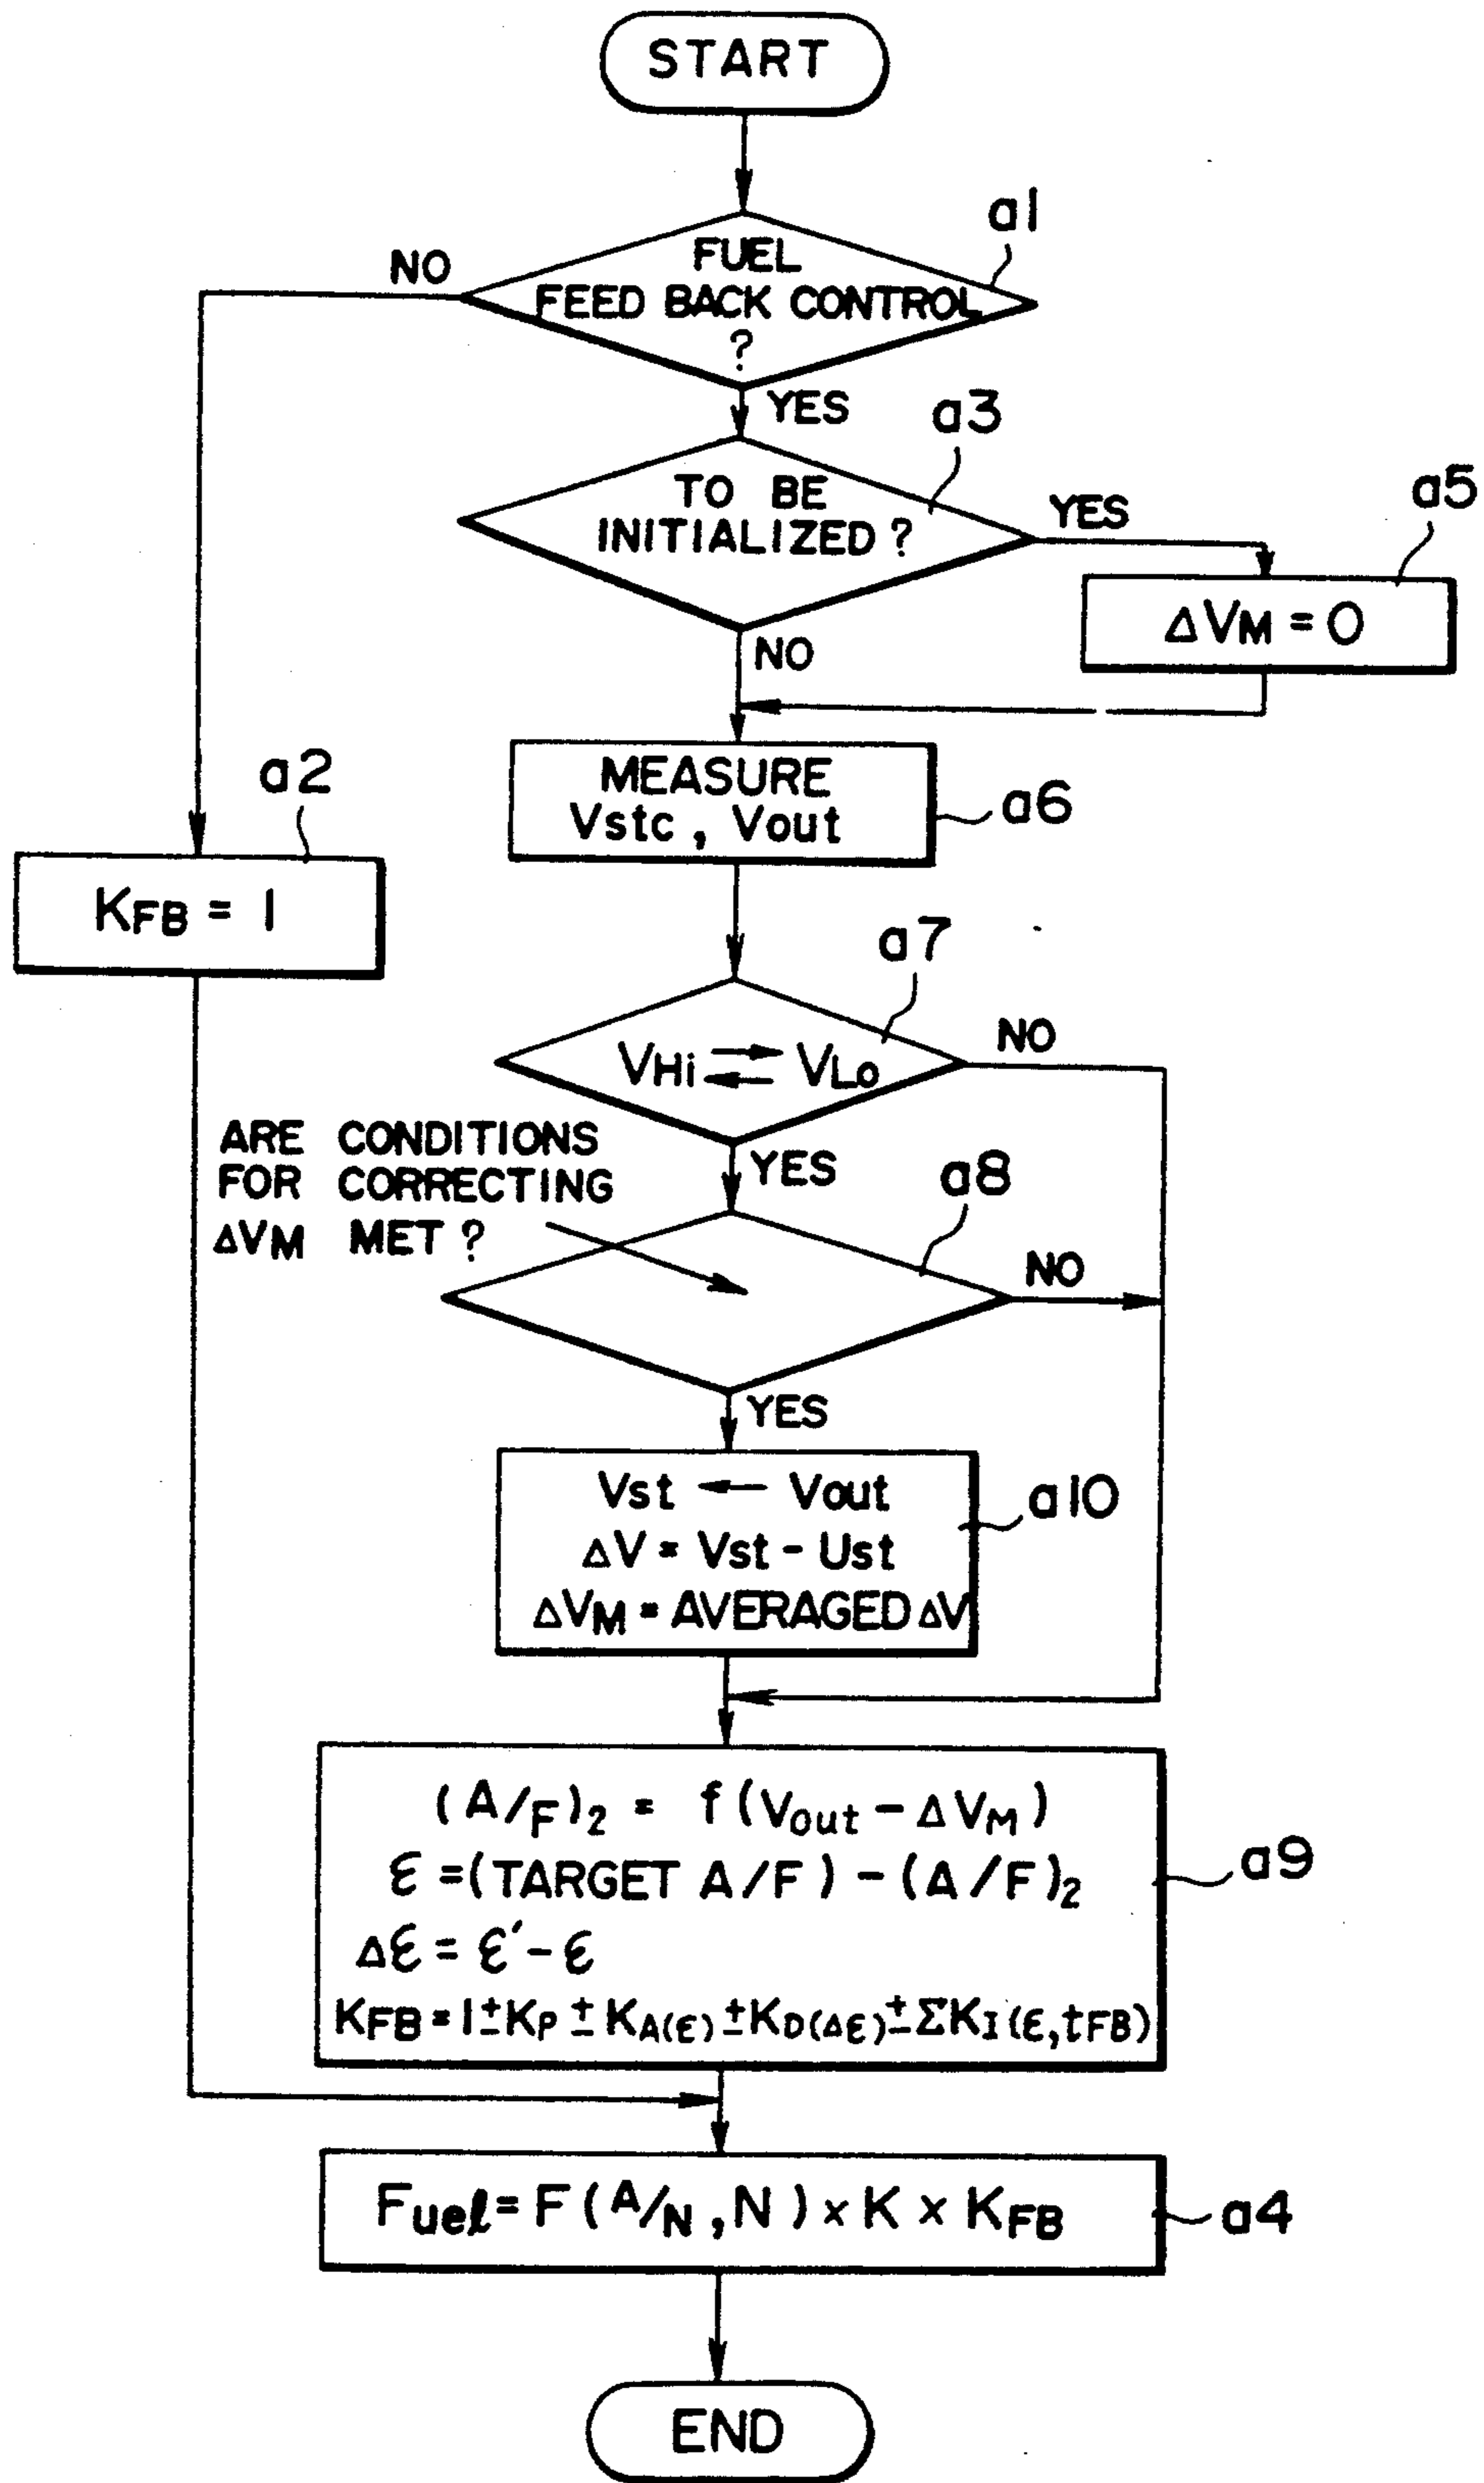 START
a1
NO
FUEL
FEED BACK CONTROL
?
YES
a3
TO BE
INITIALIZED ?
YES
a5
ΔVM = 0
NO
MEASURE
Vstc , Vout
a6
a2
KFB = 1
a7
VHi ⇄ VLo
NO
ARE CONDITIONS
FOR CORRECTING
ΔVM MET ?
YES
a8
NO
YES
Vst ← Vout
ΔV = Vst - Ust
ΔVM = AVERAGED ΔV
a10
(A/F)2 = f(Vout - ΔVM)
ε = (TARGET A/F) - (A/F)2
Δε = ε' - ε
KFB = 1 ± KP ± KA(ε) ± KD(Δε) ± ΣKI(ε, tFB)
a9
Fuel = F(A/N, N) x K x KFB
a4
END